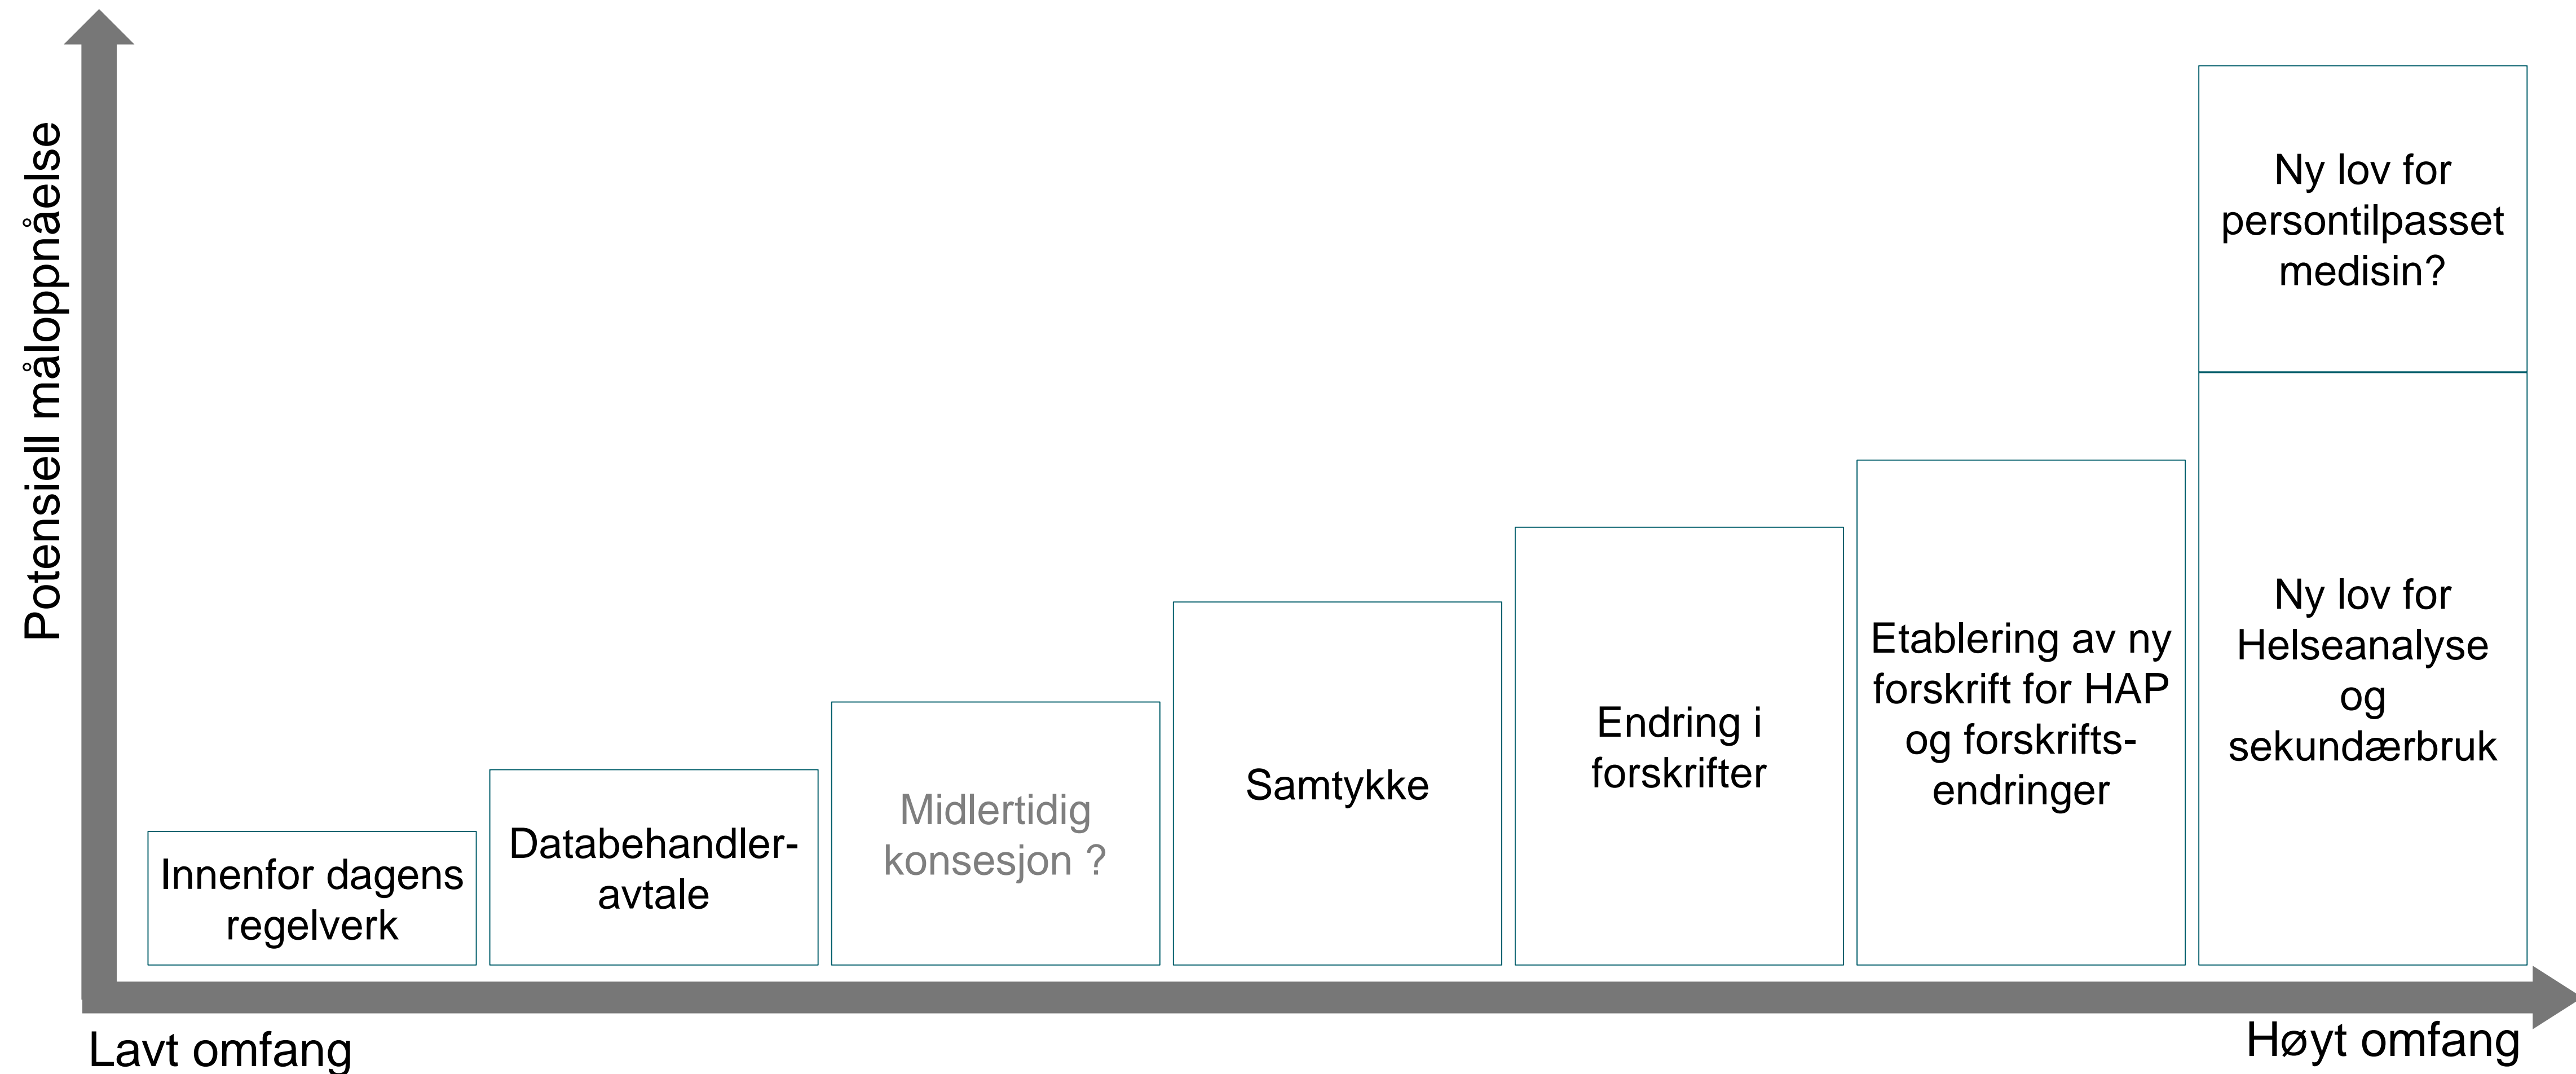 Potensiell måloppnåelse
Innenfor dagens
regelverk
Databehandler-
avtale
Midlertidig
konsesjon ?
Samtykke
Endring i
forskrifter
Etablering av ny
forskrift for HAP
og forskrifts-
endringer
Ny lov for
persontilpasset
medisin?
Ny lov for
Helseanalyse
og
sekundærbruk
Lavt omfang
Høyt omfang